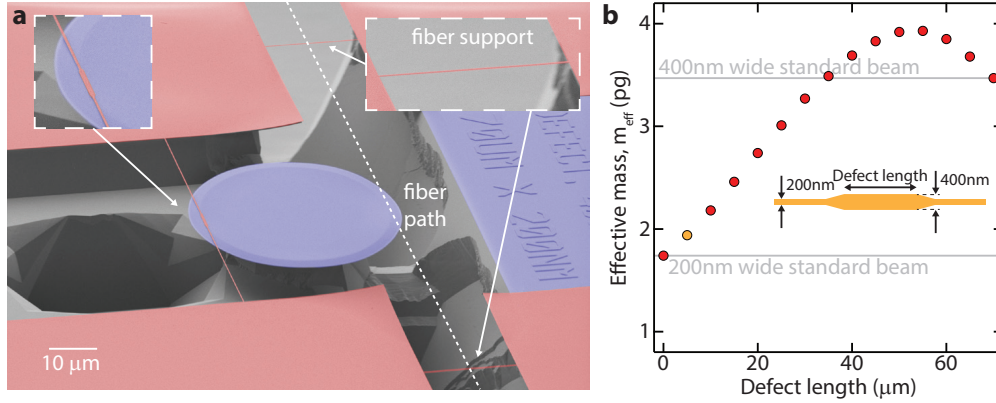 a
fiber support
fiber
path
10 μm
b
Effective mass, m_eff (pg)
4
3
2
1
400nm wide standard beam
Defect length
200nm
400nm
200nm wide standard beam
0
20
40
60
Defect length (μm)